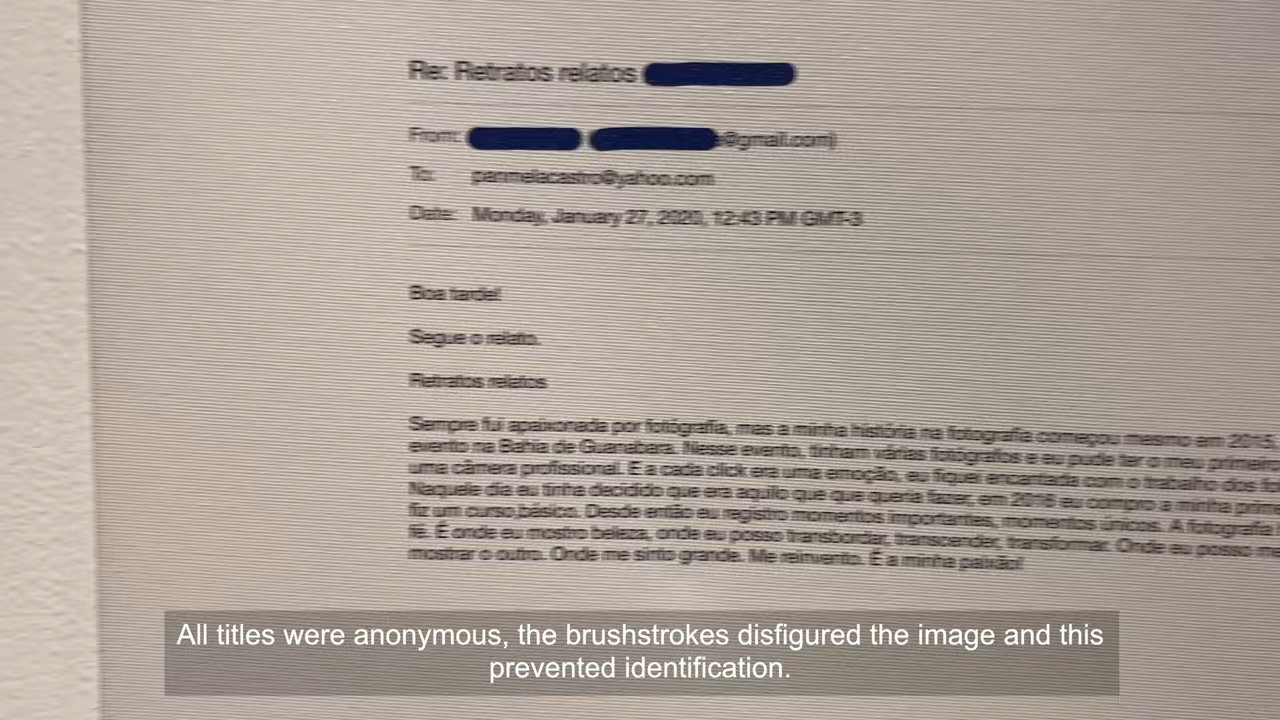 Re: Retratos relatos
From: @gmail.com)
To: panmelacastro@yahoo.com
Date: Monday, January 27, 2020, 12:43 PM GMT-3
Boa tarde!
Segue o relato.
Retratos relatos
Sempre fui apaixonada por fotógrafia, mas a minha história na fotografia começou mesmo em 2015,
evento na Bahia de Guanabara. Nesse evento, tinham várias fotógrafos e eu pude ter o meu primeiro
uma câmera profissional. E a cada click era uma emoção, eu fiquei encantada com o trabalho dos
Naquele dia eu tinha decidido que era aquilo que que queria fazer, em 2016 eu compro a minha
fiz um curso básico. Desde então eu registro momentos importantes, momentos únicos. A fotografia
fé. É onde eu mostro beleza, onde eu posso transbordar, transcender, transformar. Onde eu posso
mostrar o outro. Onde me sinto grande. Me reinvento. É a minha paixão!
All titles were anonymous, the brushstrokes disfigured the image and this
prevented identification.